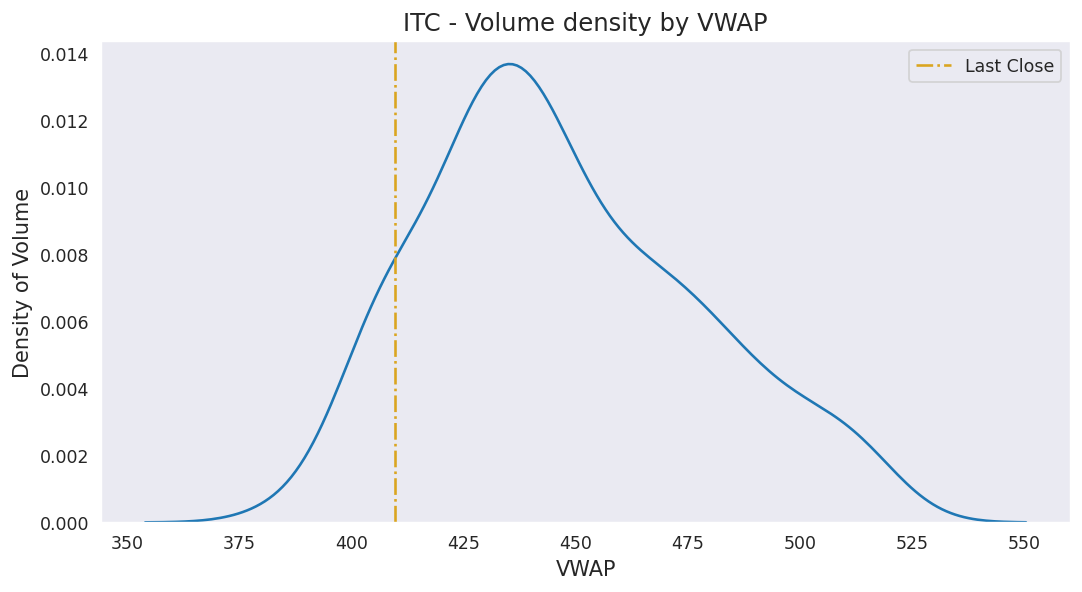 ITC - Volume density by VWAP
Last Close
Density of Volume
0.014
0.012
0.010
0.008
0.006
0.004
0.002
0.000
350 375 400 425 450 475 500 525 550
VWAP